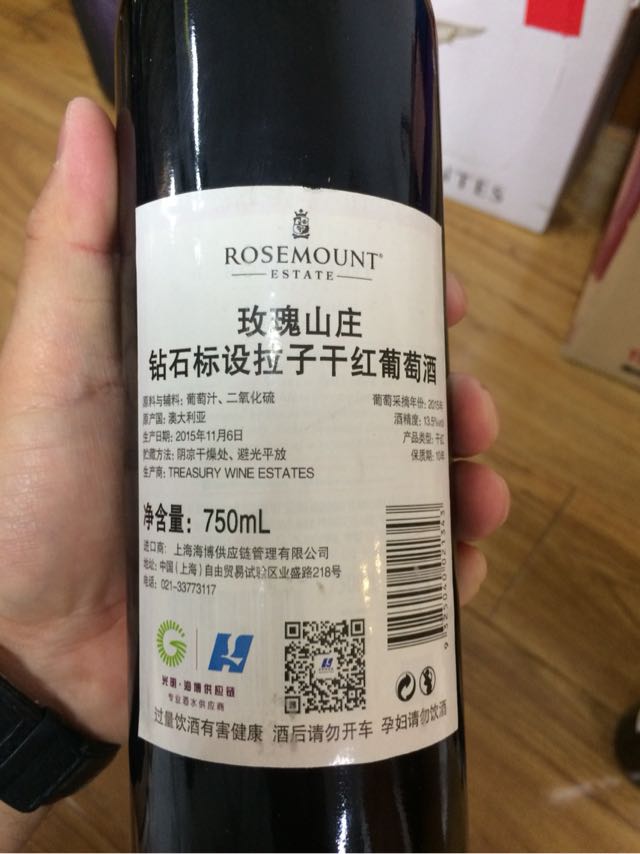 NTES
ROSEMOUNT®
ESTATE
玫瑰山庄
钻石标设拉子干红葡萄酒
原料与辅料: 葡萄汁、二氧化硫
葡萄采摘年份: 2015年
原产国: 澳大利亚
酒精度: 13.5%vol
生产日期: 2015年11月6日
产品类型: 干红
贮藏方法: 阴凉干燥处、避光平放
保质期: 10年
生产商: TREASURY WINE ESTATES
净含量: 750mL
进口商: 上海海博供应链管理有限公司
地址: 中国(上海)自由贸易试验区业盛路218号
电话: 021-33773117
光明·海博供应链
专业酒水供应商
过量饮酒有害健康 酒后请勿开车 孕妇请勿饮酒